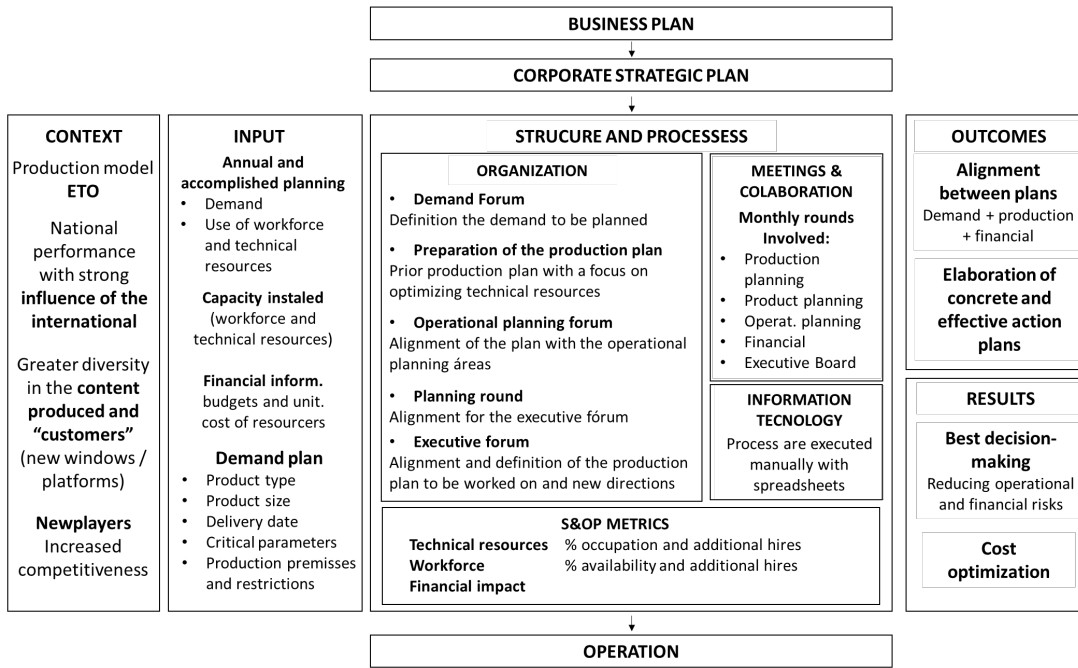 BUSINESS PLAN
CORPORATE STRATEGIC PLAN
CONTEXT
Production model
ETO
National
performance
with strong
influence of the
international
Greater diversity
in the content
produced and
“customers”
(new windows /
platforms)
Newplayers
Increased
competitiveness
INPUT
Annual and
accomplished planning
• Demand
• Use of workforce
and technical
resources
Capacity instaled
(workforce and
technical resources)
Financial inform.
budgets and unit.
cost of resourcers
Demand plan
• Product type
• Product size
• Delivery date
• Critical parameters
• Production premisses
and restrictions
STRUCURE AND PROCESSESS
ORGANIZATION
• Demand Forum
Definition the demand to be planned
• Preparation of the production plan
Prior production plan with a focus on
optimizing technical resources
• Operational planning forum
Alignment of the plan with the operational
planning áreas
• Planning round
Alignment for the executive fórum
• Executive forum
Alignment and definition of the production
plan to be worked on and new directions
MEETINGS &
COLABORATION
Monthly rounds
Involved:
• Production
planning
• Product planning
• Operat. planning
• Financial
• Executive Board
INFORMATION
TECNOLOGY
Process are executed
manually with
spreadsheets
S&OP METRICS
Technical resources % occupation and additional hires
Workforce % availability and additional hires
Financial impact
OUTCOMES
Alignment
between plans
Demand + production
+ financial
Elaboration of
concrete and
effective action
plans
RESULTS
Best decision-
making
Reducing operational
and financial risks
Cost
optimization
OPERATION